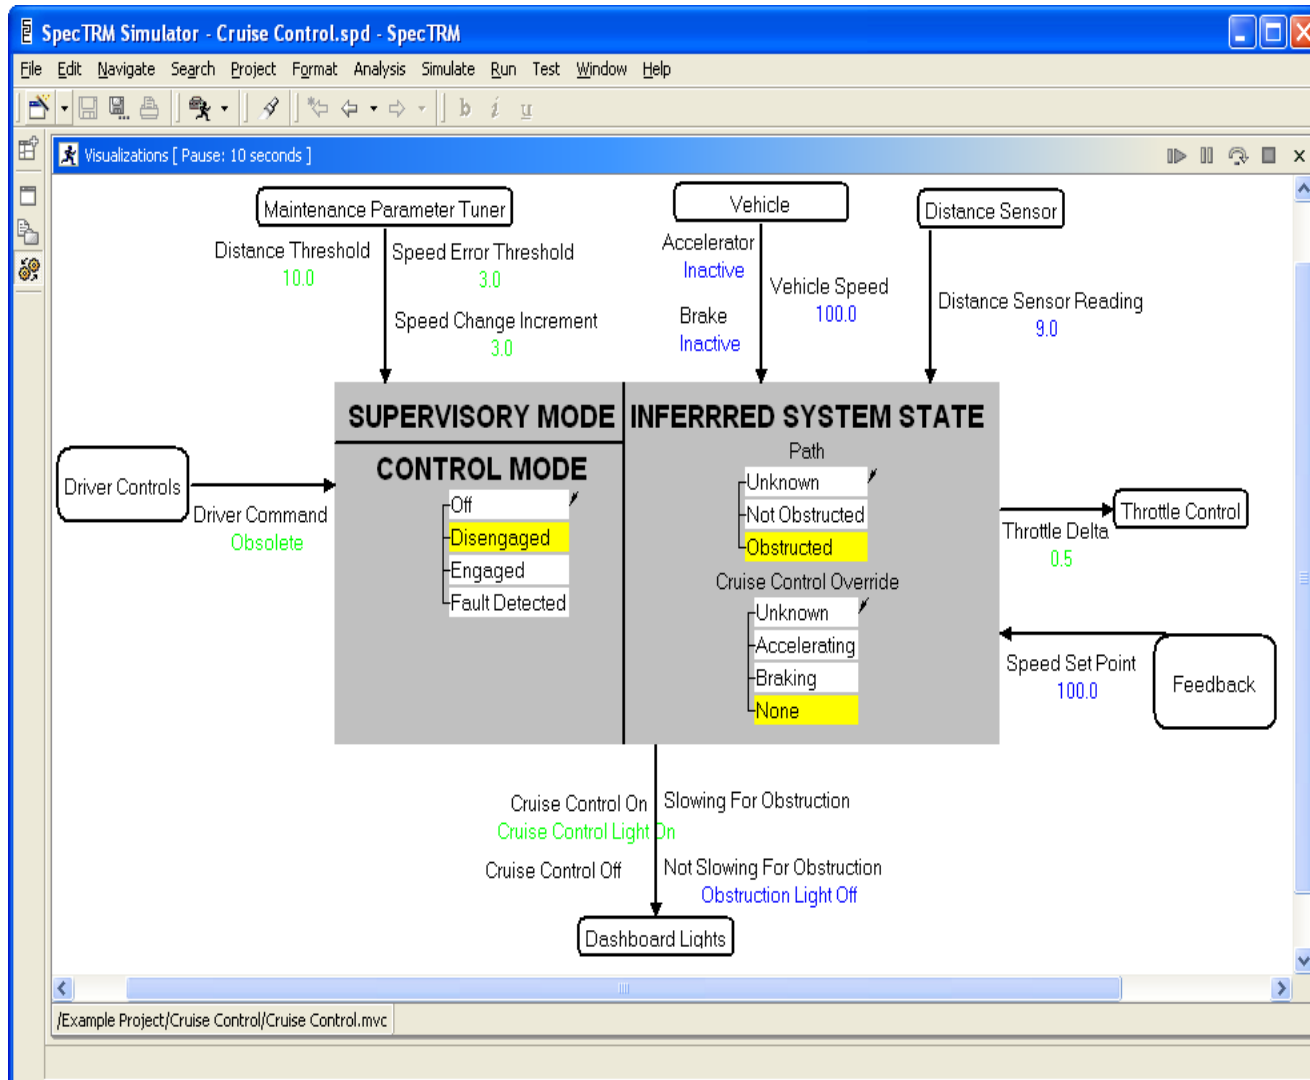 SpecTRM Simulator - Cruise Control.spd - SpecTRM
File Edit Navigate Search Project Format Analysis Simulate Run Test Window Help
b i u
Visualizations [ Pause: 10 seconds ]
Maintenance Parameter Tuner
Vehicle
Distance Sensor
Distance Threshold
10.0
Speed Error Threshold
3.0
Speed Change Increment
3.0
Accelerator
Inactive
Brake
Inactive
Vehicle Speed
100.0
Distance Sensor Reading
9.0
SUPERVISORY MODE
CONTROL MODE
Off
Disengaged
Engaged
Fault Detected
INFERRRED SYSTEM STATE
Path
Unknown
Not Obstructed
Obstructed
Cruise Control Override
Unknown
Accelerating
Braking
None
Driver Controls
Driver Command
Obsolete
Throttle Control
Throttle Delta
0.5
Speed Set Point
100.0
Feedback
Cruise Control On
Cruise Control Light On
Cruise Control Off
Slowing For Obstruction
Not Slowing For Obstruction
Obstruction Light Off
Dashboard Lights
/Example Project/Cruise Control/Cruise Control.mvc